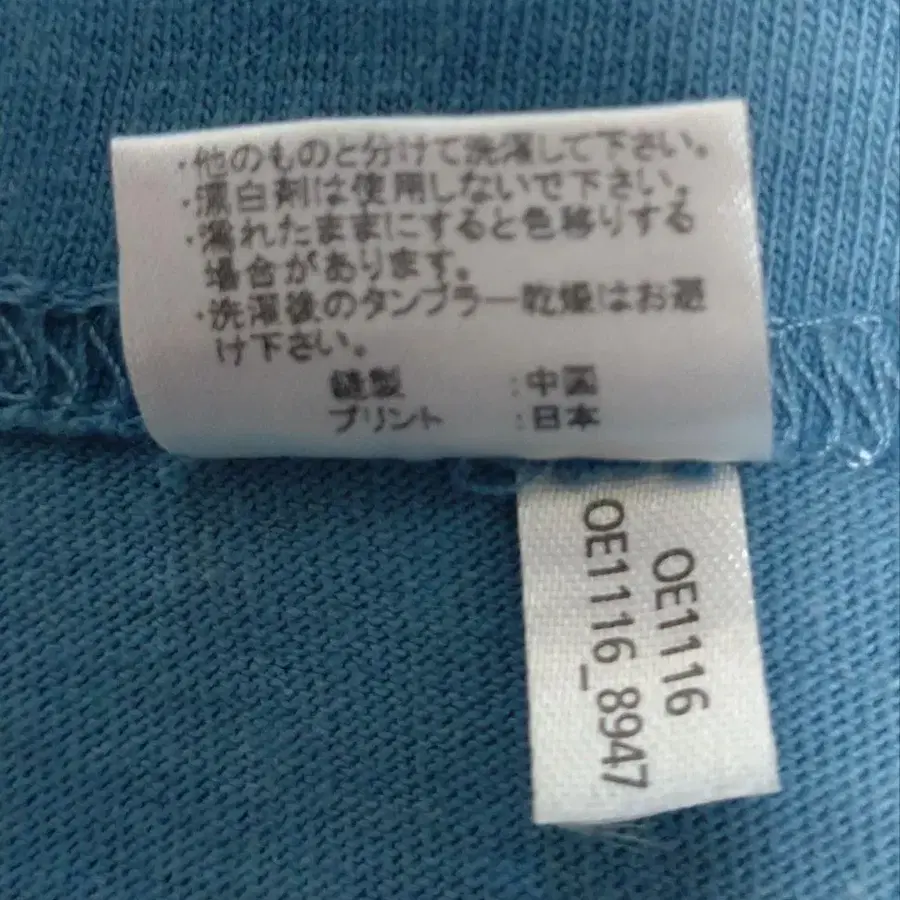 ・他のものと分けて洗濯して下さい。
・漂白剤は使用しないで下さい。
・濡れたままにすると色移りする
場合があります。
・洗濯後のタンブラー乾燥はお避
け下さい。
縫製 : 中国
プリント : 日本
OE1116
OE1116_8947